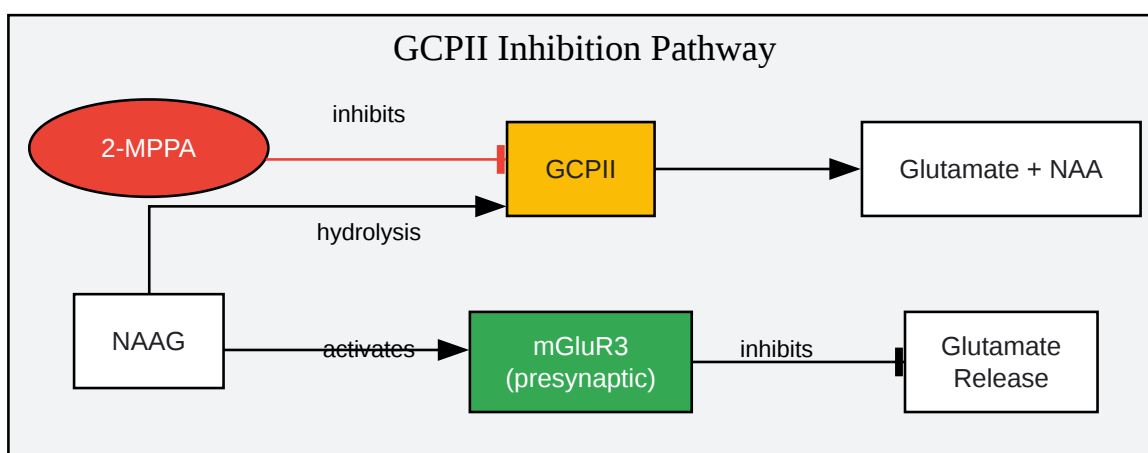 GCPII Inhibition Pathway
inhibits
2-MPPA
GCPII
Glutamate + NAA
hydrolysis
NAAG
activates
mGluR3
(presynaptic)
inhibits
Glutamate
Release